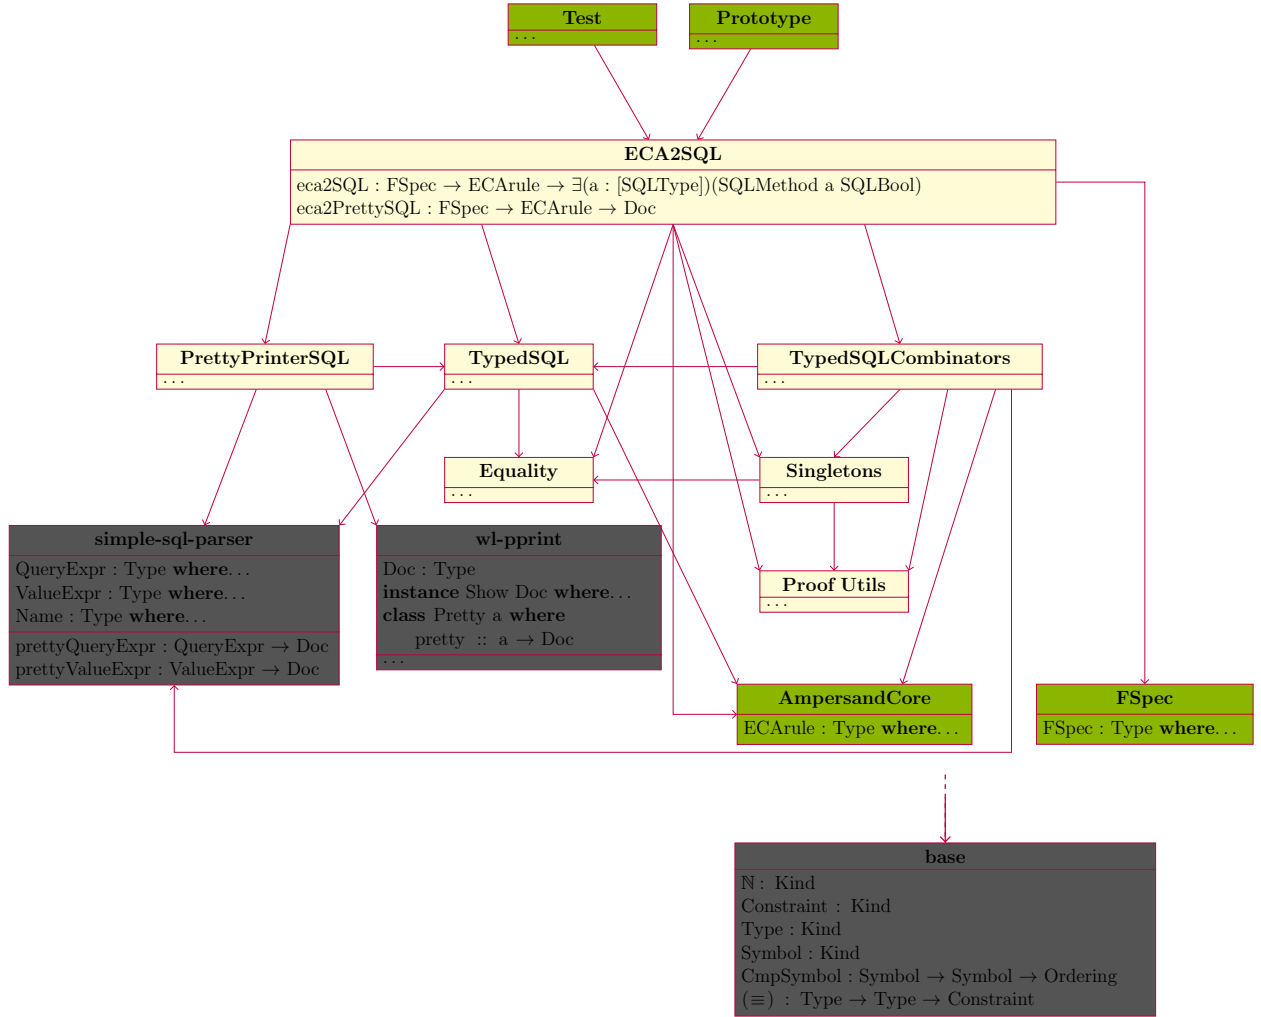 Test
. . .
Prototype
. . .
ECA2SQL
eca2SQL : FSpec → ECArule → ∃(a : [SQLType])(SQLMethod a SQLBool)
eca2PrettySQL : FSpec → ECArule → Doc
PrettyPrinterSQL
. . .
TypedSQL
. . .
TypedSQLCombinators
. . .
Equality
. . .
Singletons
. . .
simple-sql-parser
QueryExpr : Type where. . .
ValueExpr : Type where. . .
Name : Type where. . .
prettyQueryExpr : QueryExpr → Doc
prettyValueExpr : ValueExpr → Doc
wl-pprint
Doc : Type
instance Show Doc where. . .
class Pretty a where
pretty :: a → Doc
. . .
Proof Utils
. . .
AmpersandCore
ECArule : Type where. . .
FSpec
FSpec : Type where. . .
base
ℕ : Kind
Constraint : Kind
Type : Kind
Symbol : Kind
CmpSymbol : Symbol → Symbol → Ordering
(≡) : Type → Type → Constraint